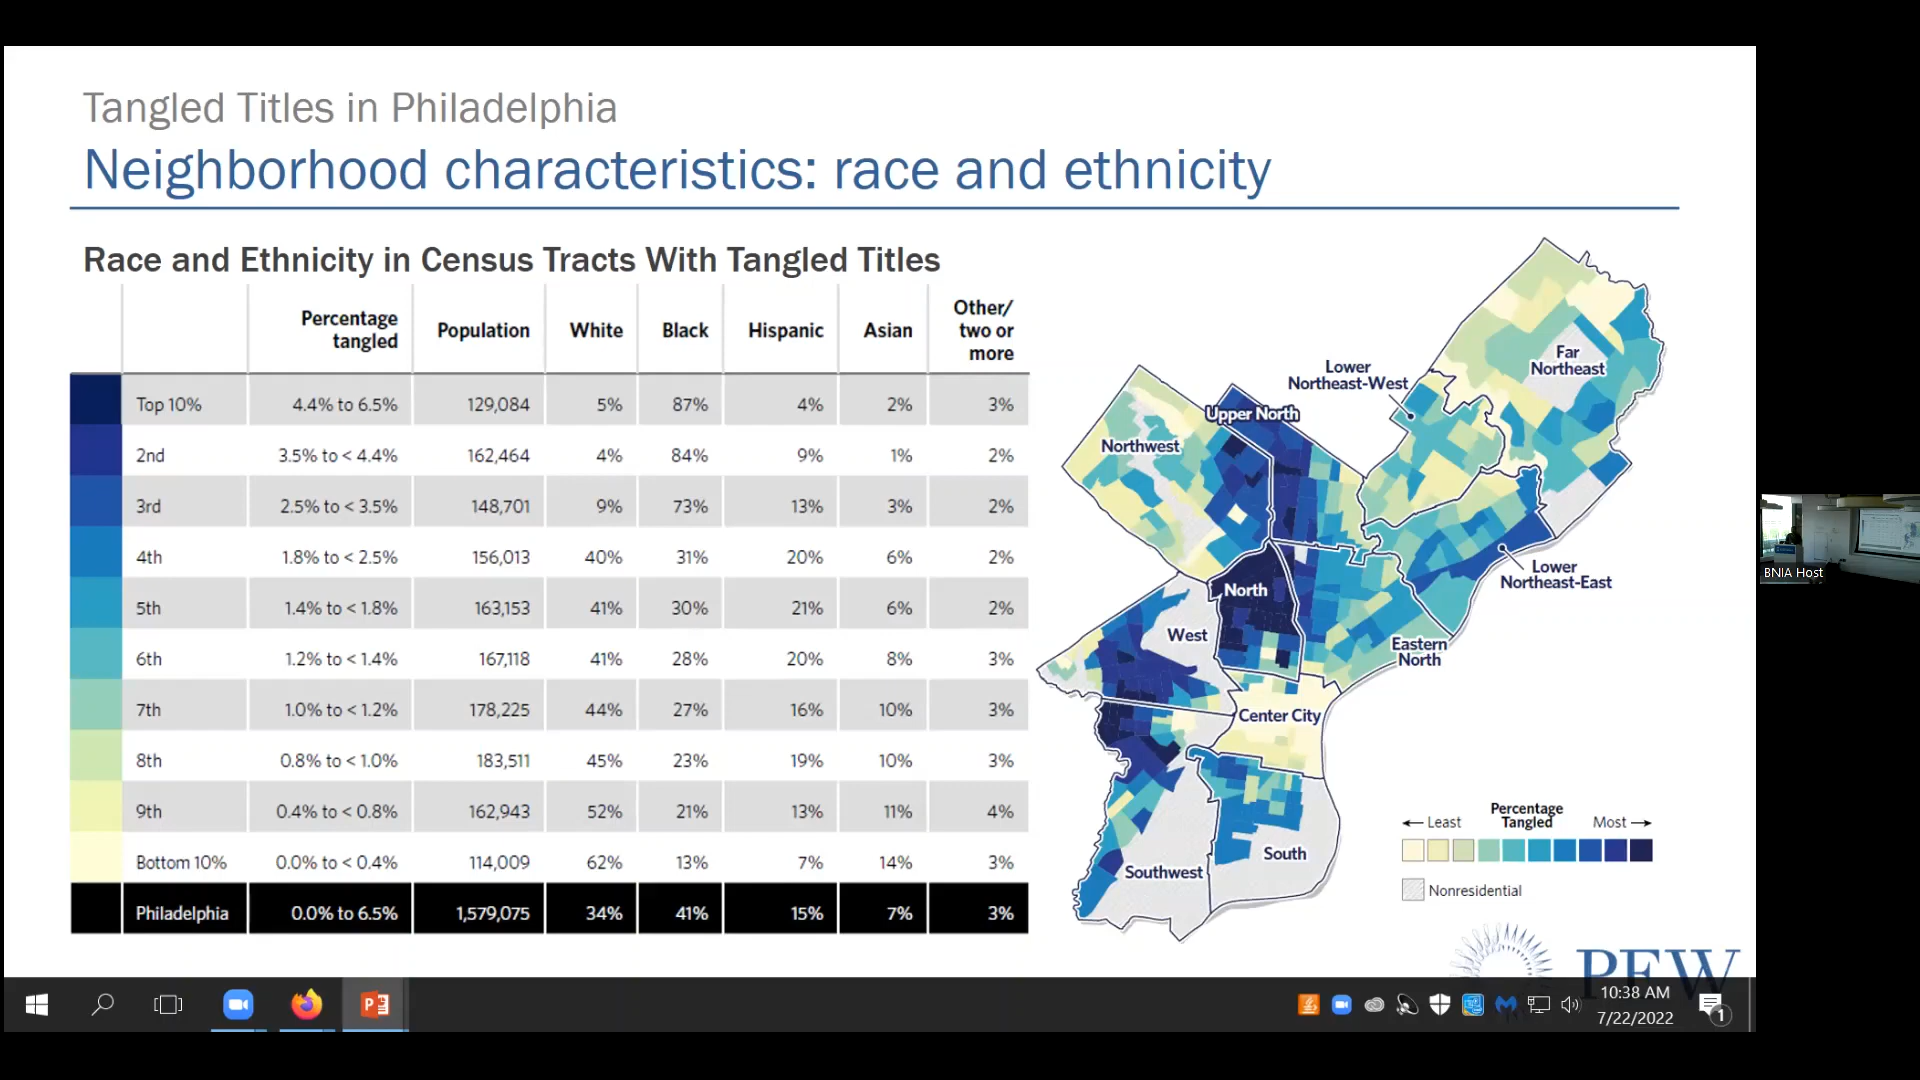 Tangled Titles in Philadelphia
Neighborhood characteristics: race and ethnicity
Race and Ethnicity in Census Tracts With Tangled Titles
Percentage tangled Population White Black Hispanic Asian Other/ two or more
Top 10% 4.4% to 6.5% 129,084 5% 87% 4% 2% 3%
2nd 3.5% to < 4.4% 162,464 4% 84% 9% 1% 2%
3rd 2.5% to < 3.5% 148,701 9% 73% 13% 3% 2%
4th 1.8% to < 2.5% 156,013 40% 31% 20% 6% 2%
5th 1.4% to < 1.8% 163,153 41% 30% 21% 6% 2%
6th 1.2% to < 1.4% 167,118 41% 28% 20% 8% 3%
7th 1.0% to < 1.2% 178,225 44% 27% 16% 10% 3%
8th 0.8% to < 1.0% 183,511 45% 23% 19% 10% 3%
9th 0.4% to < 0.8% 162,943 52% 21% 13% 11% 4%
Bottom 10% 0.0% to < 0.4% 114,009 62% 13% 7% 14% 3%
Philadelphia 0.0% to 6.5% 1,579,075 34% 41% 15% 7% 3%
Far
Northeast
Lower
Northeast-West
Upper North
Northwest
Lower
Northeast-East
North
West
Eastern
North
Center City
South
Southwest
Percentage
Tangled
← Least
Most →
Nonresidential
PEW
BNIA Host
10:38 AM
7/22/2022
1